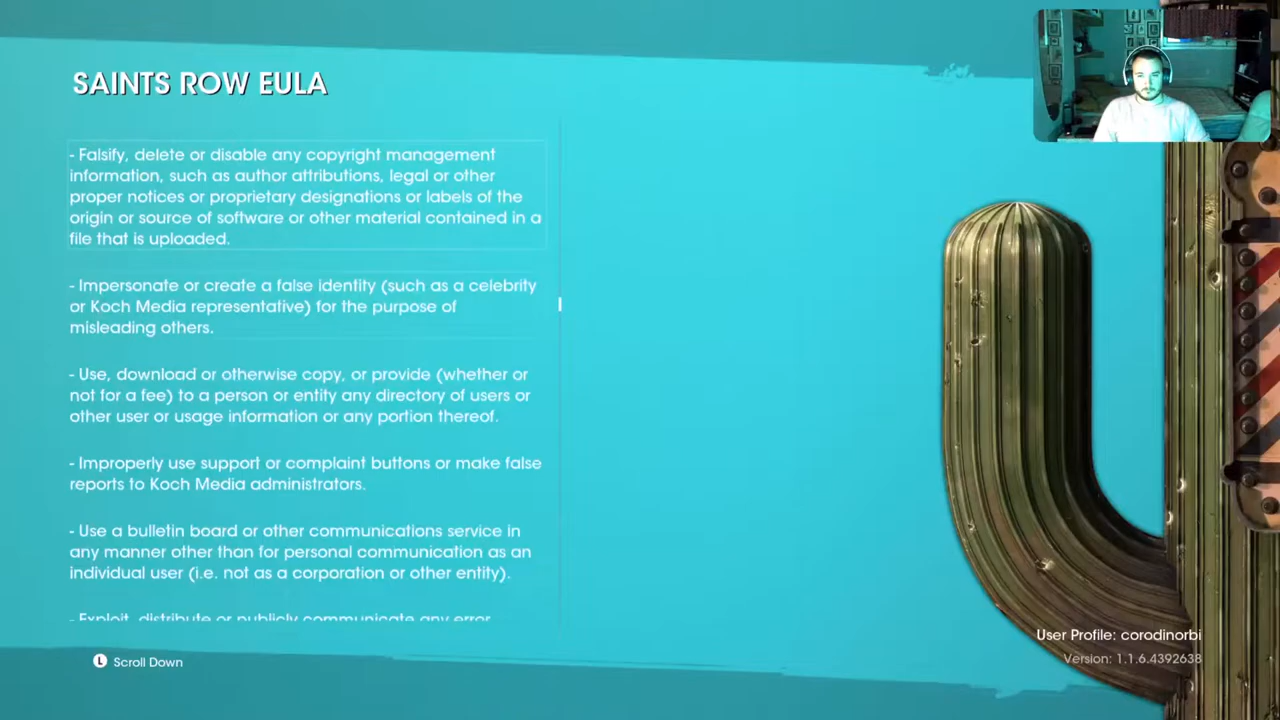 SAINTS ROW EULA
- Falsify, delete or disable any copyright management
information, such as author attributions, legal or other
proper notices or proprietary designations or labels of the
origin or source of software or other material contained in a
file that is uploaded.
- Impersonate or create a false identity (such as a celebrity
or Koch Media representative) for the purpose of
misleading others.
- Use, download or otherwise copy, or provide (whether or
not for a fee) to a person or entity any directory of users or
other user or usage information or any portion thereof.
- Improperly use support or complaint buttons or make false
reports to Koch Media administrators.
- Use a bulletin board or other communications service in
any manner other than for personal communication as an
individual user (i.e. not as a corporation or other entity).
- Exploit, distribute or publicly communicate any error
L Scroll Down
User Profile: corodinorbi
Version: 1.1.6.4392638